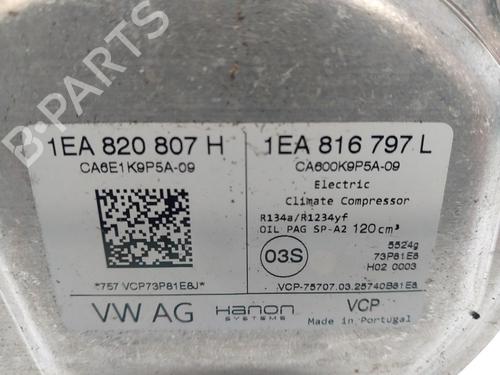 B-PARTS
1EA 820 807 H
CA6E1K9P5A-09
*757 VCP73P81E8J*
VW AG
Hanon
SYSTEMS
1EA 816 797 L
CA600K9P5A-09
Electric
Climate Compressor
R134a/R1234yf
OIL PAG SP-A2 120 cm³
03S
5524g
73P81E8
H02 0003
VCP-75707.03.25740B81E8
VCP
Made in Portugal